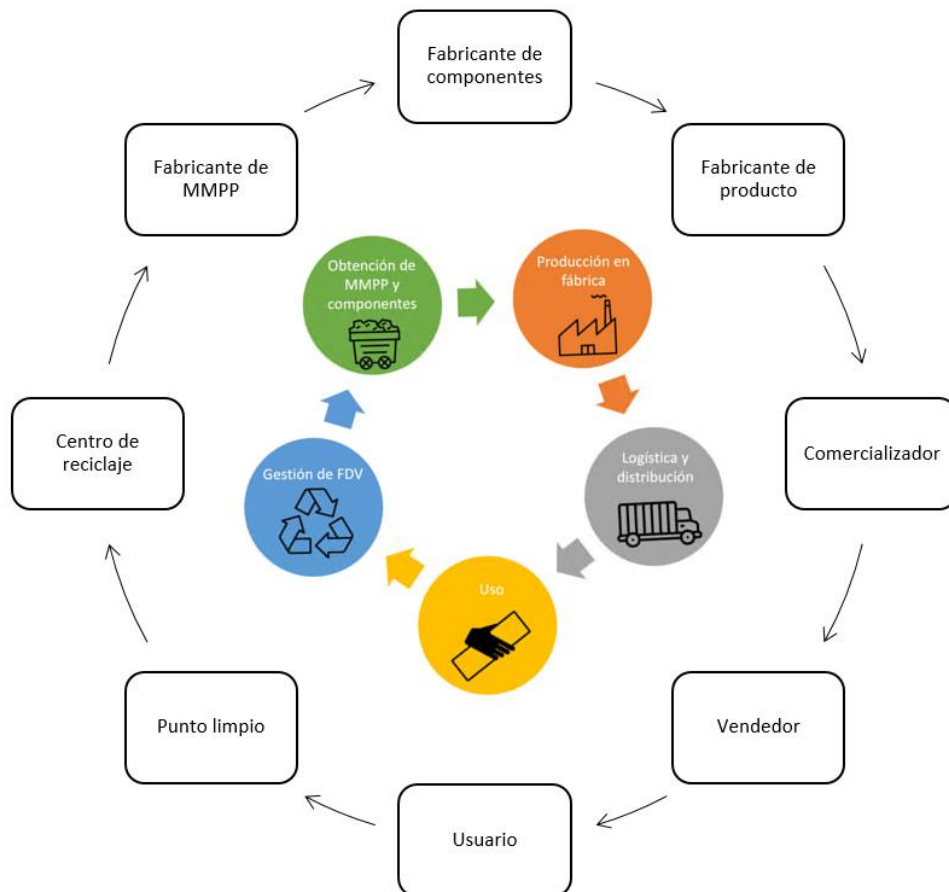 Fabricante de
componentes
Fabricante de
MMPP
Fabricante de
producto
Obtención de
MMPP y
componentes
Producción en
fábrica
Centro de
reciclaje
Gestión de FDV
Logística y
distribución
Comercializador
Uso
Punto limpio
Vendedor
Usuario